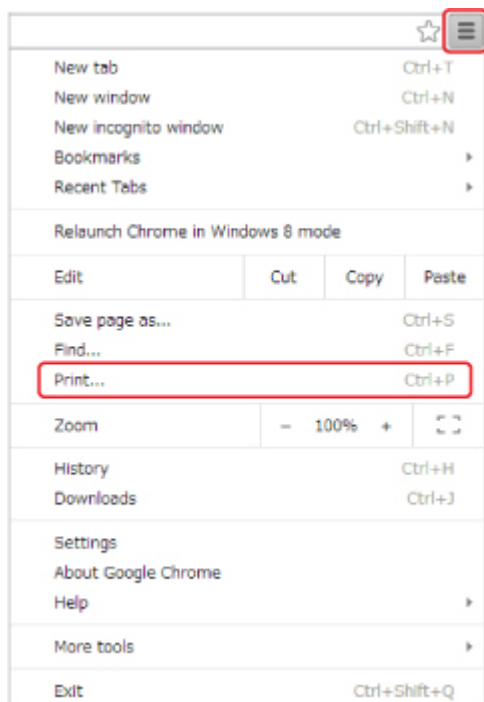 New tab Ctrl+T
New window Ctrl+N
New incognito window Ctrl+Shift+N
Bookmarks
Recent Tabs
Relaunch Chrome in Windows 8 mode
Edit Cut Copy Paste
Save page as... Ctrl+S
Find... Ctrl+F
Print... Ctrl+P
Zoom − 100% +
History Ctrl+H
Downloads Ctrl+J
Settings
About Google Chrome
Help
More tools
Exit Ctrl+Shift+Q